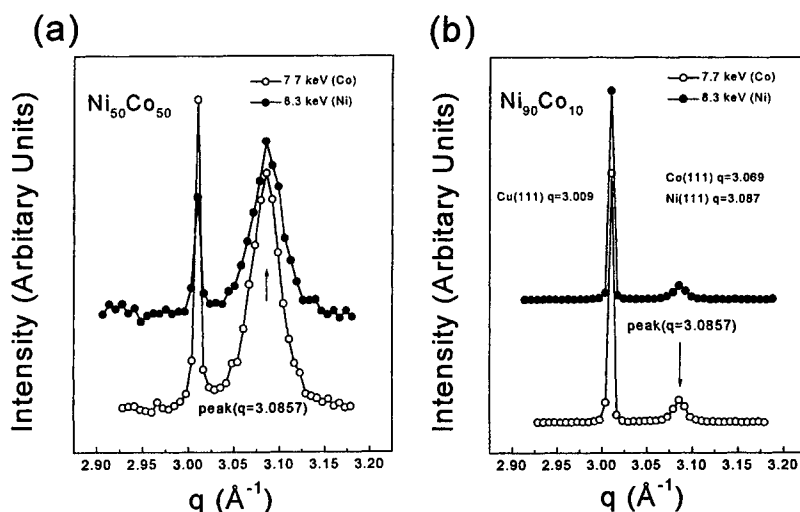 (a)
Ni50Co50
7.7 keV (Co)
8.3 keV (Ni)
peak(q=3.0857)
Intensity (Arbitary Units)
2.90 2.95 3.00 3.05 3.10 3.15 3.20
q (Å-1)
(b)
Ni90Co10
7.7 keV (Co)
8.3 keV (Ni)
Co(111) q=3.069
Cu(111) q=3.009
Ni(111) q=3.087
peak(q=3.0857)
Intensity (Arbitary Units)
2.90 2.95 3.00 3.05 3.10 3.15 3.20
q (Å-1)